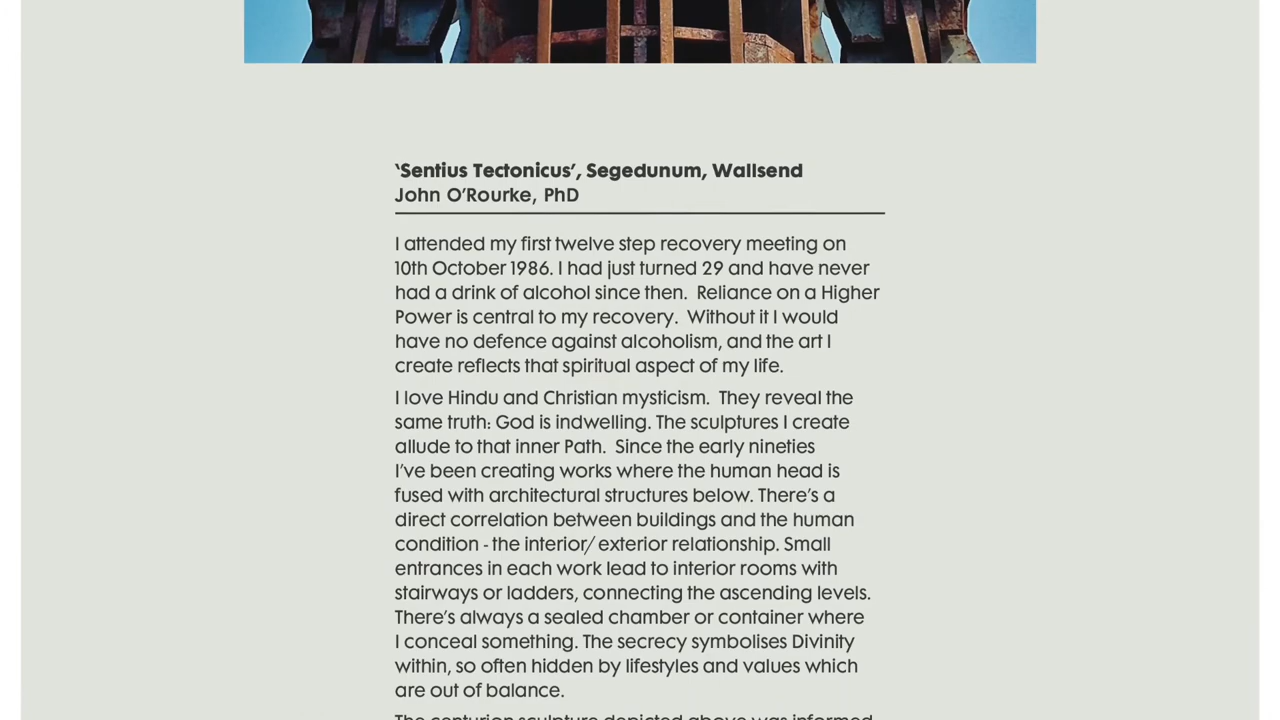 ‘Sentius Tectonicus’, Segedunum, Wallsend
John O’Rourke, PhD
I attended my first twelve step recovery meeting on
10th October 1986. I had just turned 29 and have never
had a drink of alcohol since then.  Reliance on a Higher
Power is central to my recovery.  Without it I would
have no defence against alcoholism, and the art I
create reflects that spiritual aspect of my life.
I love Hindu and Christian mysticism.  They reveal the
same truth: God is indwelling. The sculptures I create
allude to that inner Path.  Since the early nineties
I’ve been creating works where the human head is
fused with architectural structures below. There’s a
direct correlation between buildings and the human
condition - the interior/ exterior relationship. Small
entrances in each work lead to interior rooms with
stairways or ladders, connecting the ascending levels.
There’s always a sealed chamber or container where
I conceal something. The secrecy symbolises Divinity
within, so often hidden by lifestyles and values which
are out of balance.
The centurion sculpture depicted above was informed